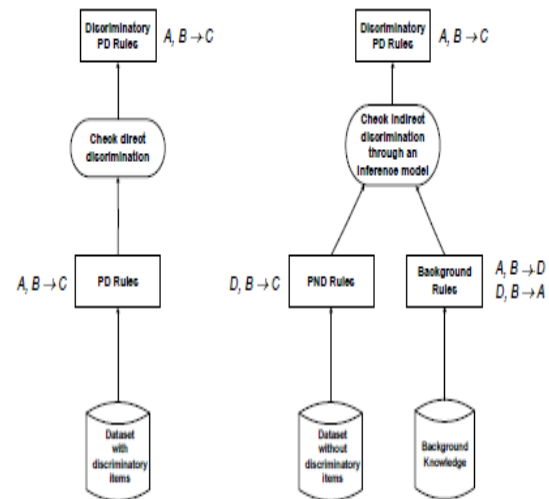 Discriminatory
PD Rules
A, B → C
Check direct
discrimination
A, B → C
PD Rules
Dataset
with
discriminatory
items
Discriminatory
PD Rules
A, B → C
Check indirect
discrimination
through an
inference model
D, B → C
PND Rules
Background
Rules
A, B → D
D, B → A
Dataset
without
discriminatory
items
Background
Knowledge